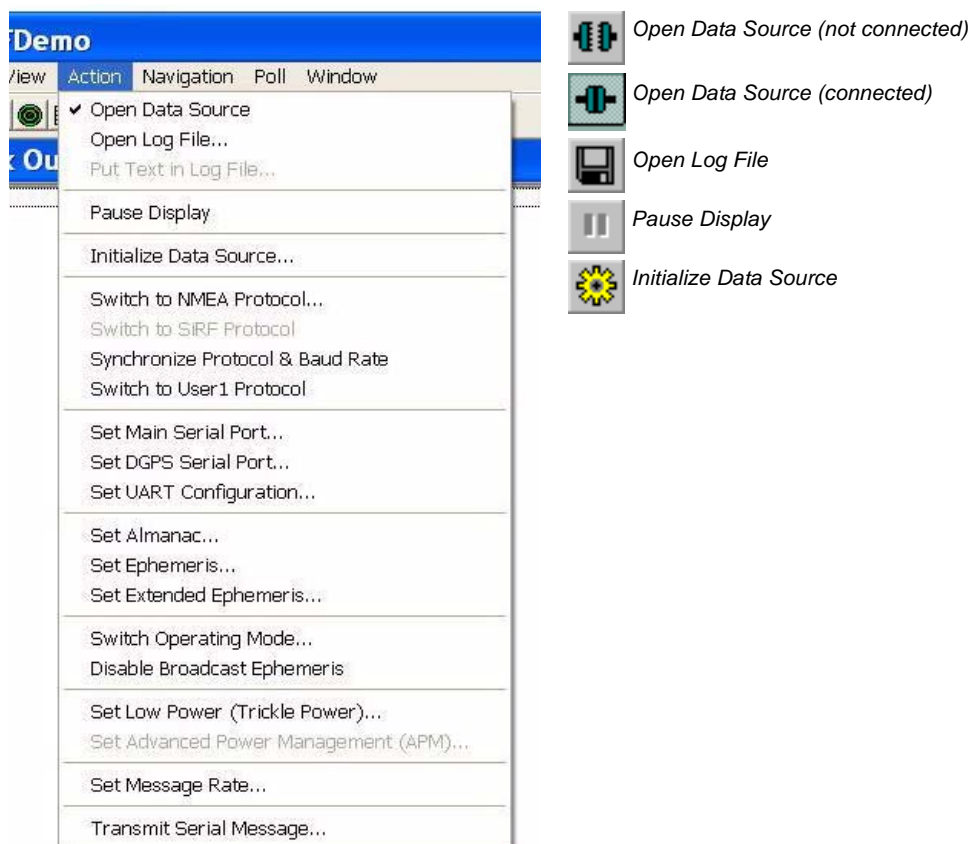 FDemo
View Action Navigation Poll Window
✔ Open Data Source
Open Log File...
Put Text in Log File...
Pause Display
Initialize Data Source...
Switch to NMEA Protocol...
Switch to SiRF Protocol
Synchronize Protocol & Baud Rate
Switch to User1 Protocol
Set Main Serial Port...
Set DGPS Serial Port...
Set UART Configuration...
Set Almanac...
Set Ephemeris...
Set Extended Ephemeris...
Switch Operating Mode...
Disable Broadcast Ephemeris
Set Low Power (Trickle Power)...
Set Advanced Power Management (APM)...
Set Message Rate...
Transmit Serial Message...
Open Data Source (not connected)
Open Data Source (connected)
Open Log File
Pause Display
Initialize Data Source